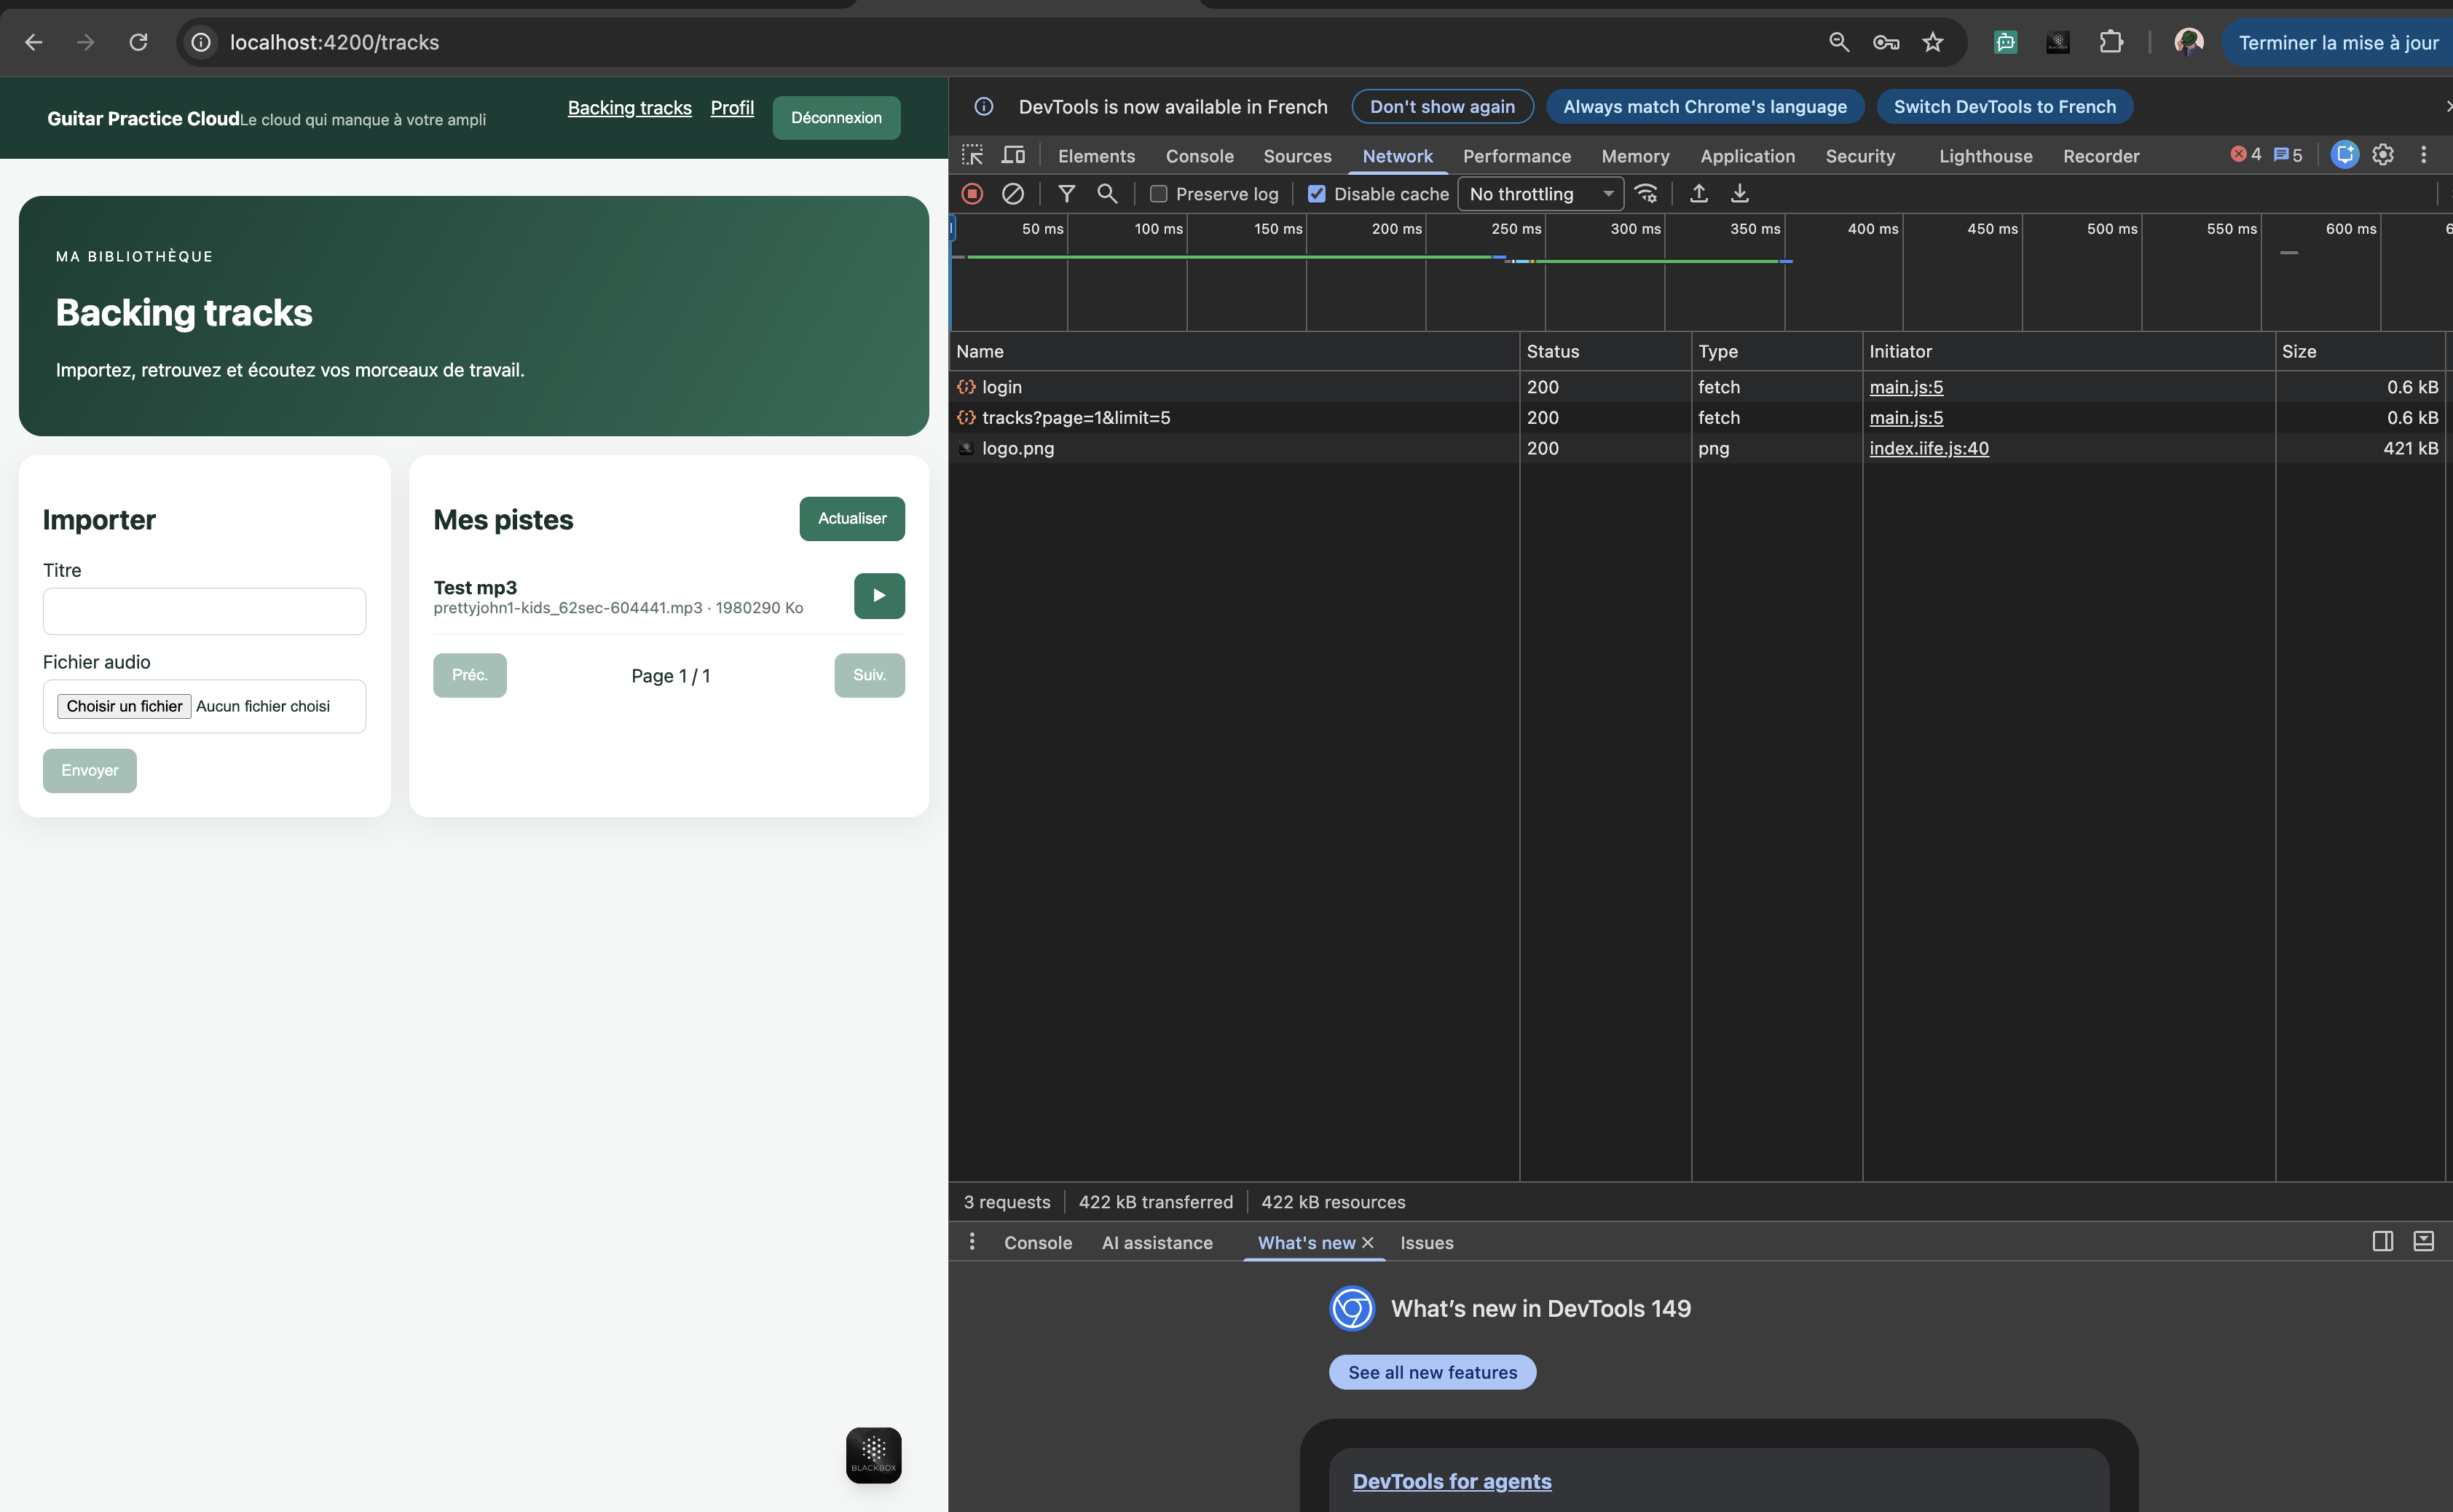 localhost:4200/tracks
Terminer la mise à jour
Guitar Practice Cloud Le cloud qui manque à votre ampli
Backing tracks
Profil
Déconnexion
MA BIBLIOTHÈQUE
Backing tracks
Importez, retrouvez et écoutez vos morceaux de travail.
Importer
Titre
Fichier audio
Choisir un fichier Aucun fichier choisi
Envoyer
Mes pistes
Actualiser
Test mp3
prettyjohn1-kids_62sec-604441.mp3 · 1980290 Ko
Préc.
Page 1 / 1
Suiv.
BLACKBOX
DevTools is now available in French
Don't show again
Always match Chrome's language
Switch DevTools to French
Elements Console Sources Network Performance Memory Application Security Lighthouse Recorder
4 5
Preserve log Disable cache No throttling
50 ms 100 ms 150 ms 200 ms 250 ms 300 ms 350 ms 400 ms 450 ms 500 ms 550 ms 600 ms 6
Name Status Type Initiator Size
login 200 fetch main.js:5 0.6 kB
tracks?page=1&limit=5 200 fetch main.js:5 0.6 kB
logo.png 200 png index.iife.js:40 421 kB
3 requests 422 kB transferred 422 kB resources
Console AI assistance What's new Issues
What's new in DevTools 149
See all new features
DevTools for agents